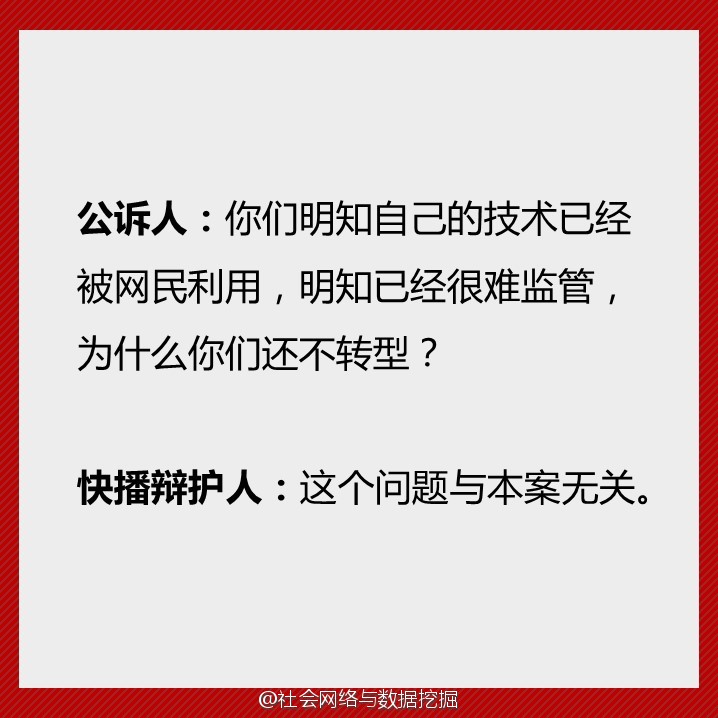 公诉人：你们明知自己的技术已经
被网民利用，明知已经很难监管，
为什么你们还不转型？
快播辩护人：这个问题与本案无关。
@社会网络与数据挖掘